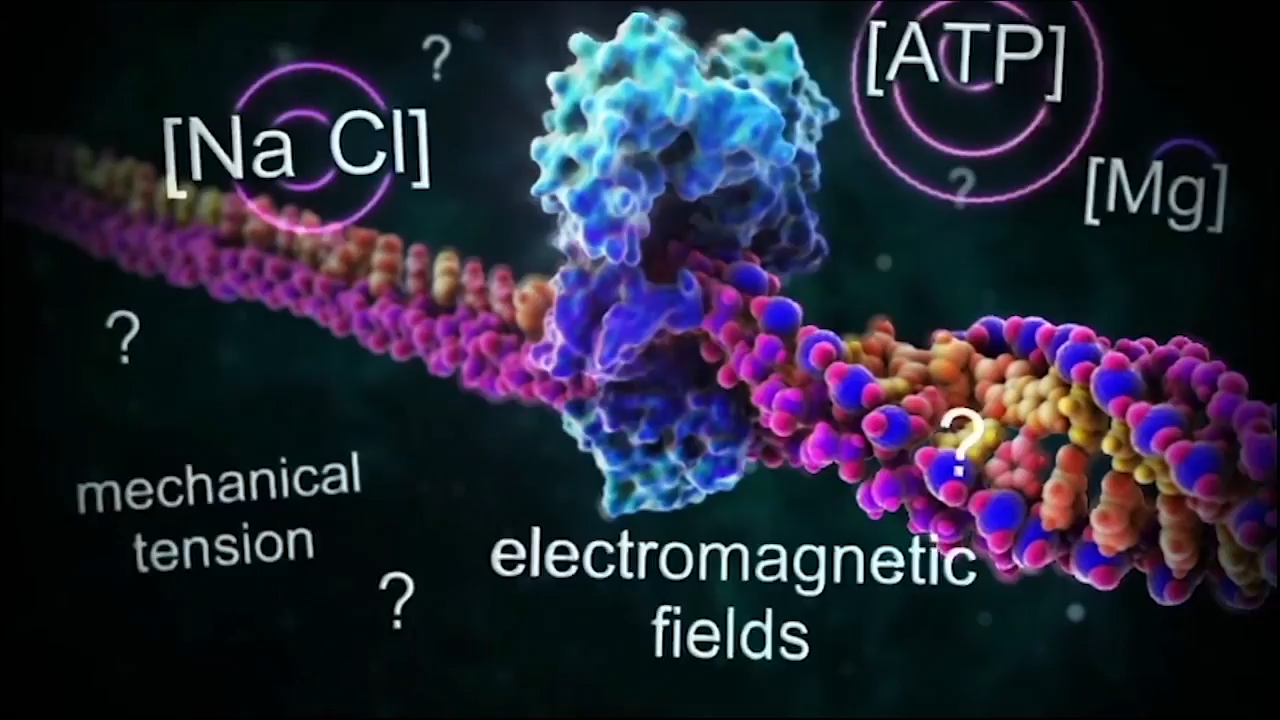 ?
[ATP]
[Na Cl]
?
[Mg]
?
?
mechanical
tension
electromagnetic
fields
?